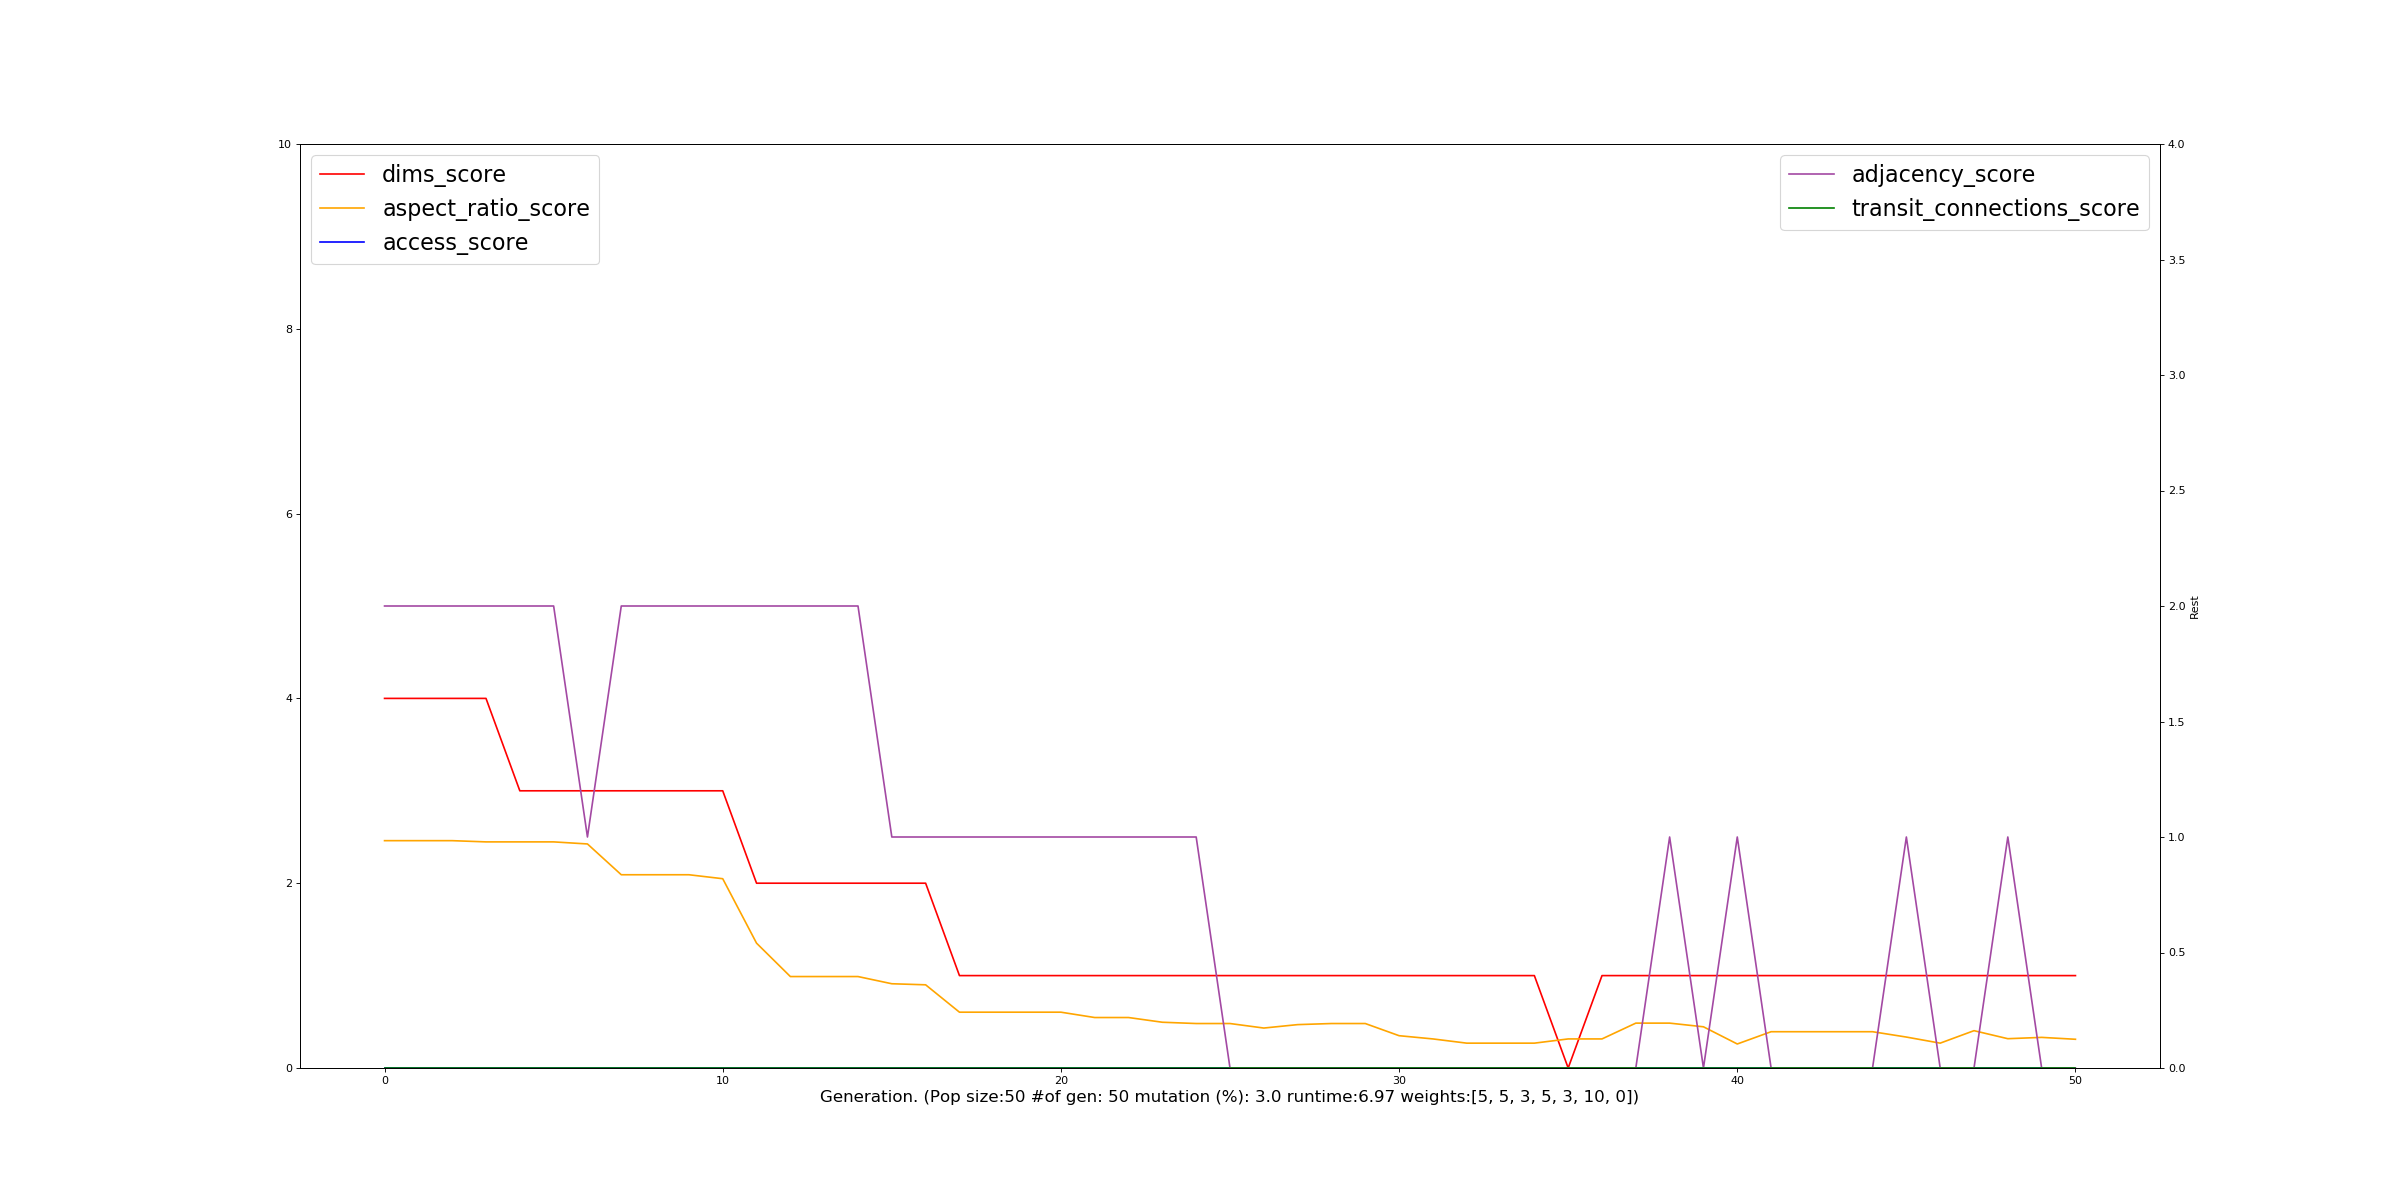 dims_score
aspect_ratio_score
access_score
adjacency_score
transit_connections_score
10
8
6
4
2
0
4.0
3.5
3.0
2.5
2.0
1.5
1.0
0.5
0.0
Rest
0 10 20 30 40 50
Generation. (Pop size:50 #of gen: 50 mutation (%): 3.0 runtime:6.97 weights:[5, 5, 3, 5, 3, 10, 0])